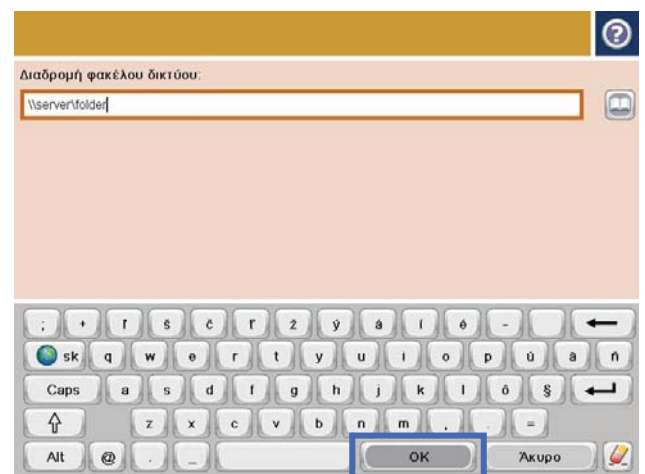 Διαδρομή φακέλου δικτύου:
\\server\folder
; + š č ž ý á é -
sk q w e r t y u i o p ú ä ň
Caps a s d f g h j k l ô §
z x c v b n m , . =
Alt @ . _ OK Άκυρο